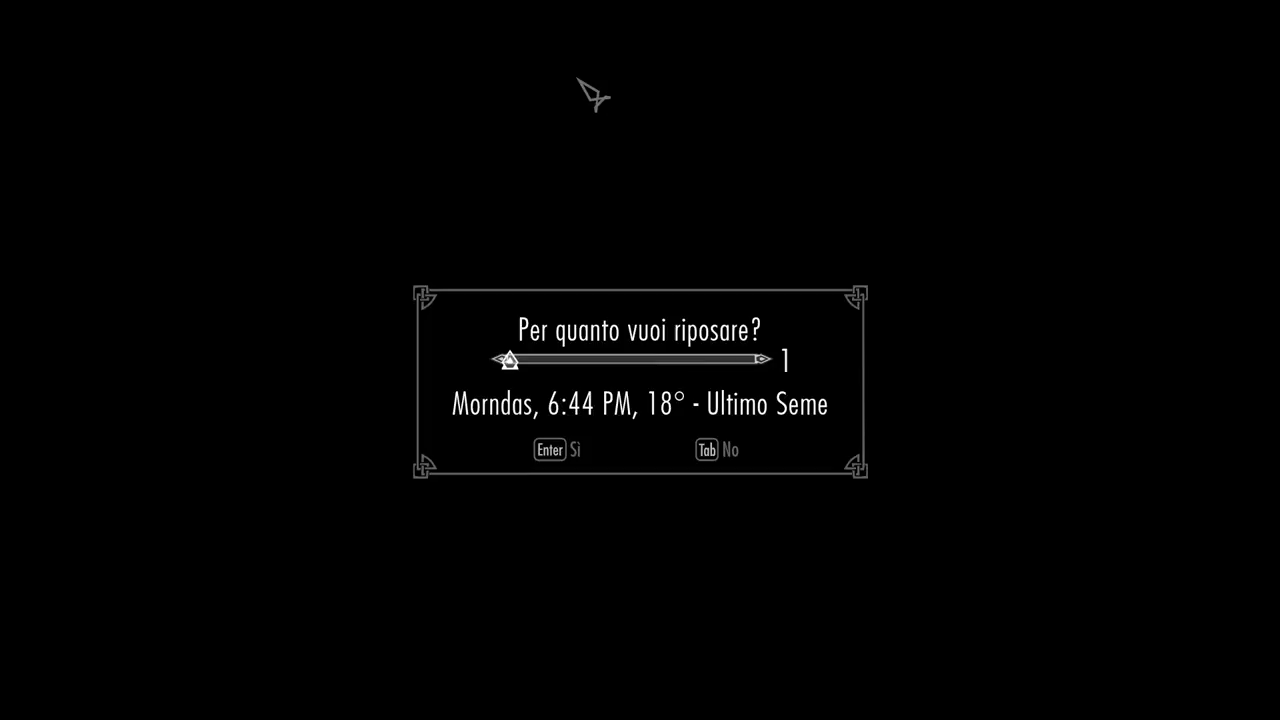 Per quanto vuoi riposare?
1
Morndas, 6:44 PM, 18° - Ultimo Seme
Enter Sì Tab No